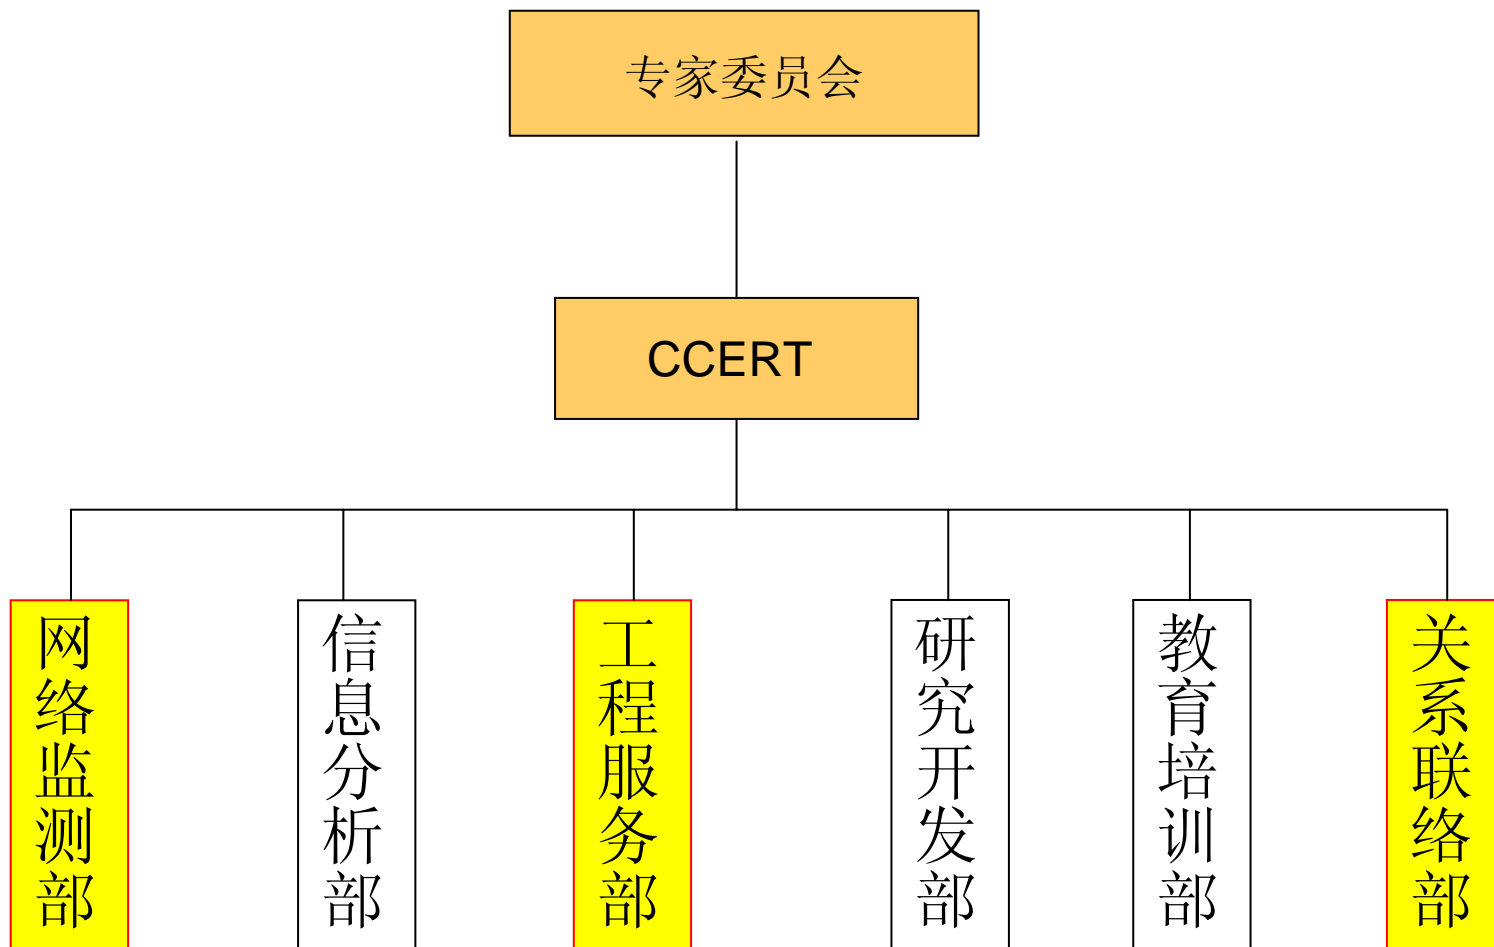 专家委员会
CCERT
网络监测部
信息分析部
工程服务部
研究开发部
教育培训部
关系联络部